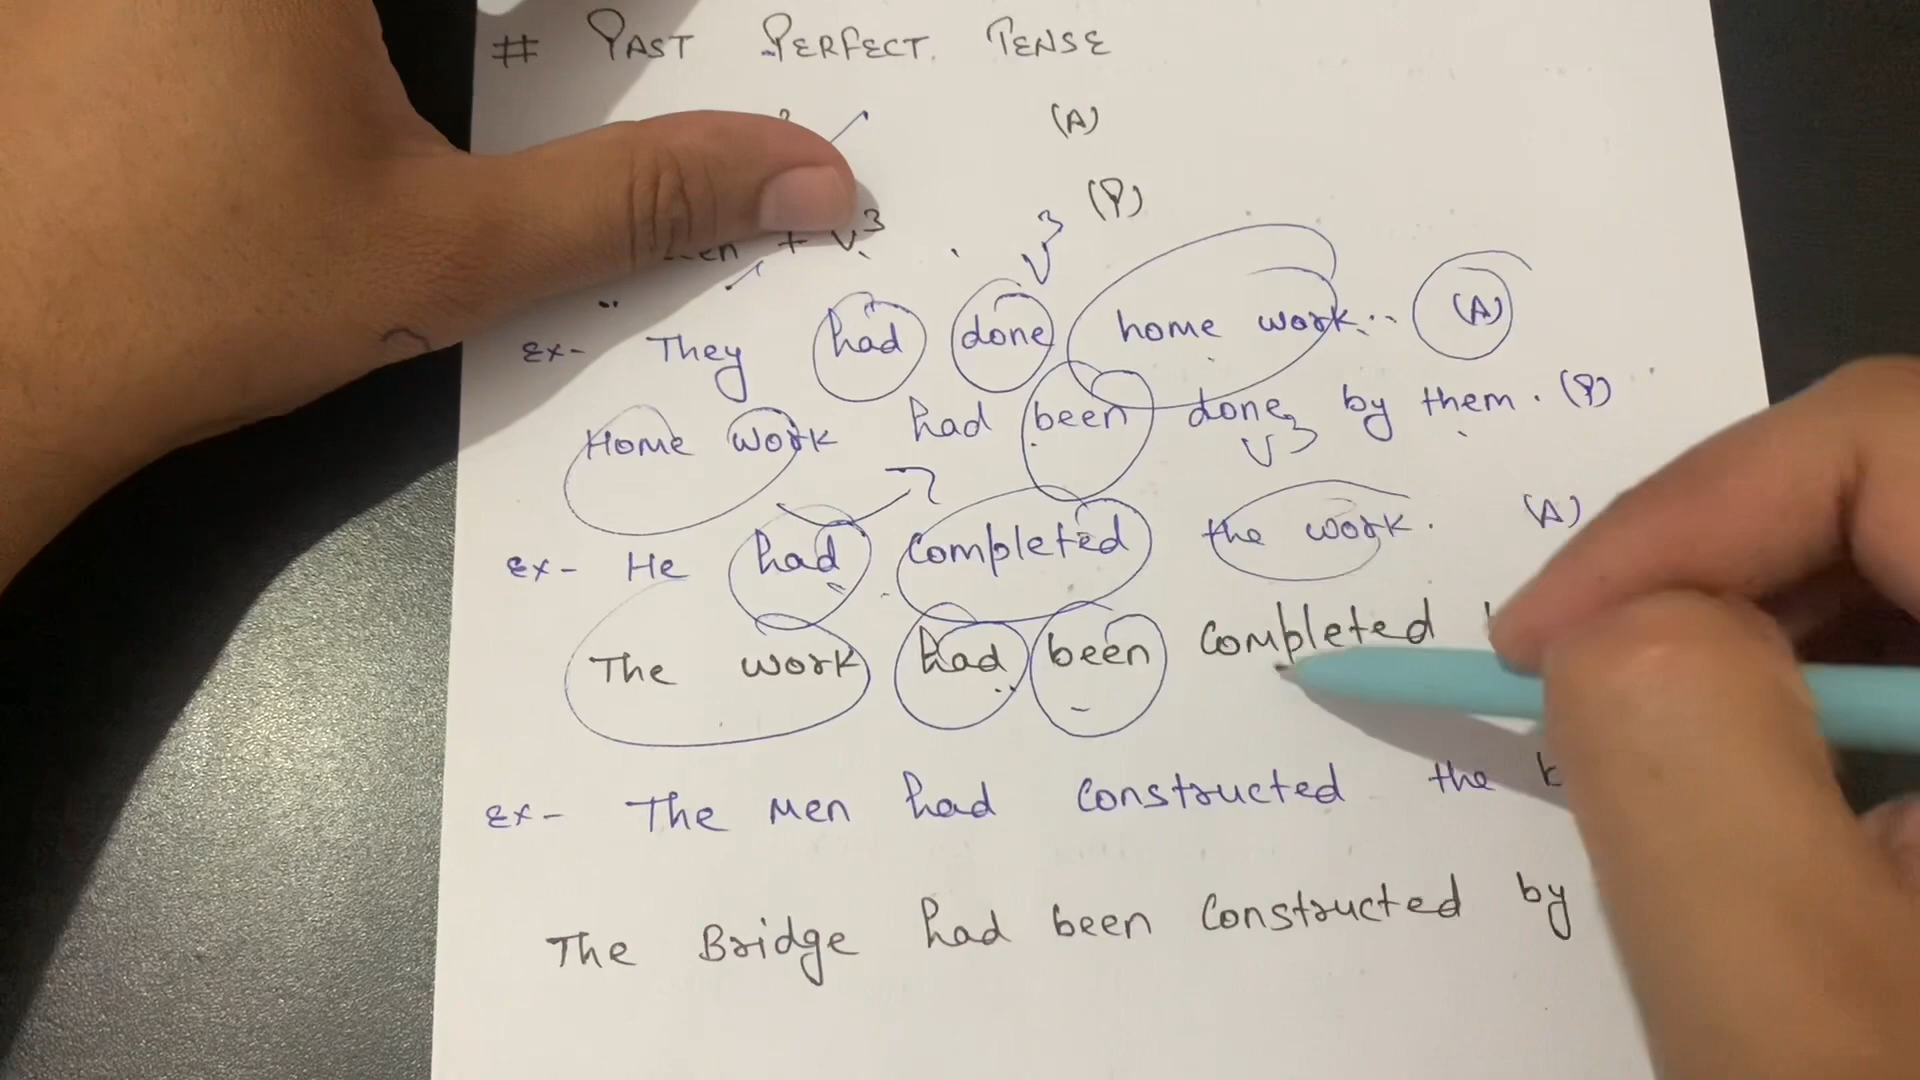 # PAST PERFECT TENSE
(A)
(P)
+ V3
V3
Ex- They had done home work... (A)
Home work had been done by them. (P)
V3
Ex- He had completed the work. (A)
The work had been completed
Ex- The Men had constructed the
The Bridge had been constructed by